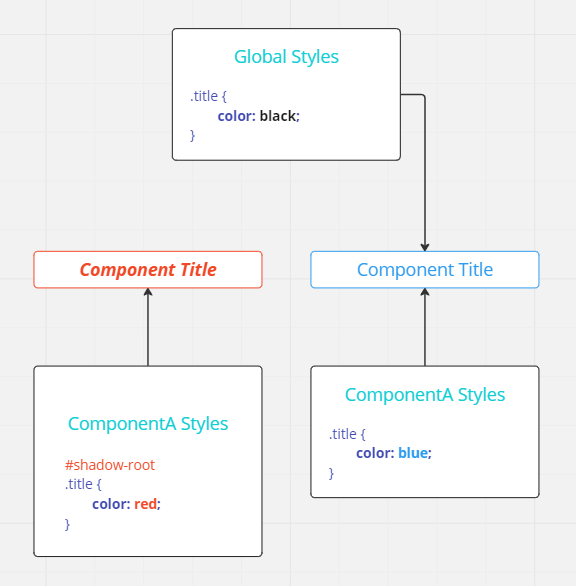 Global Styles
.title {
color: black;
}
Component Title
Component Title
ComponentA Styles
#shadow-root
.title {
color: red;
}
ComponentA Styles
.title {
color: blue;
}